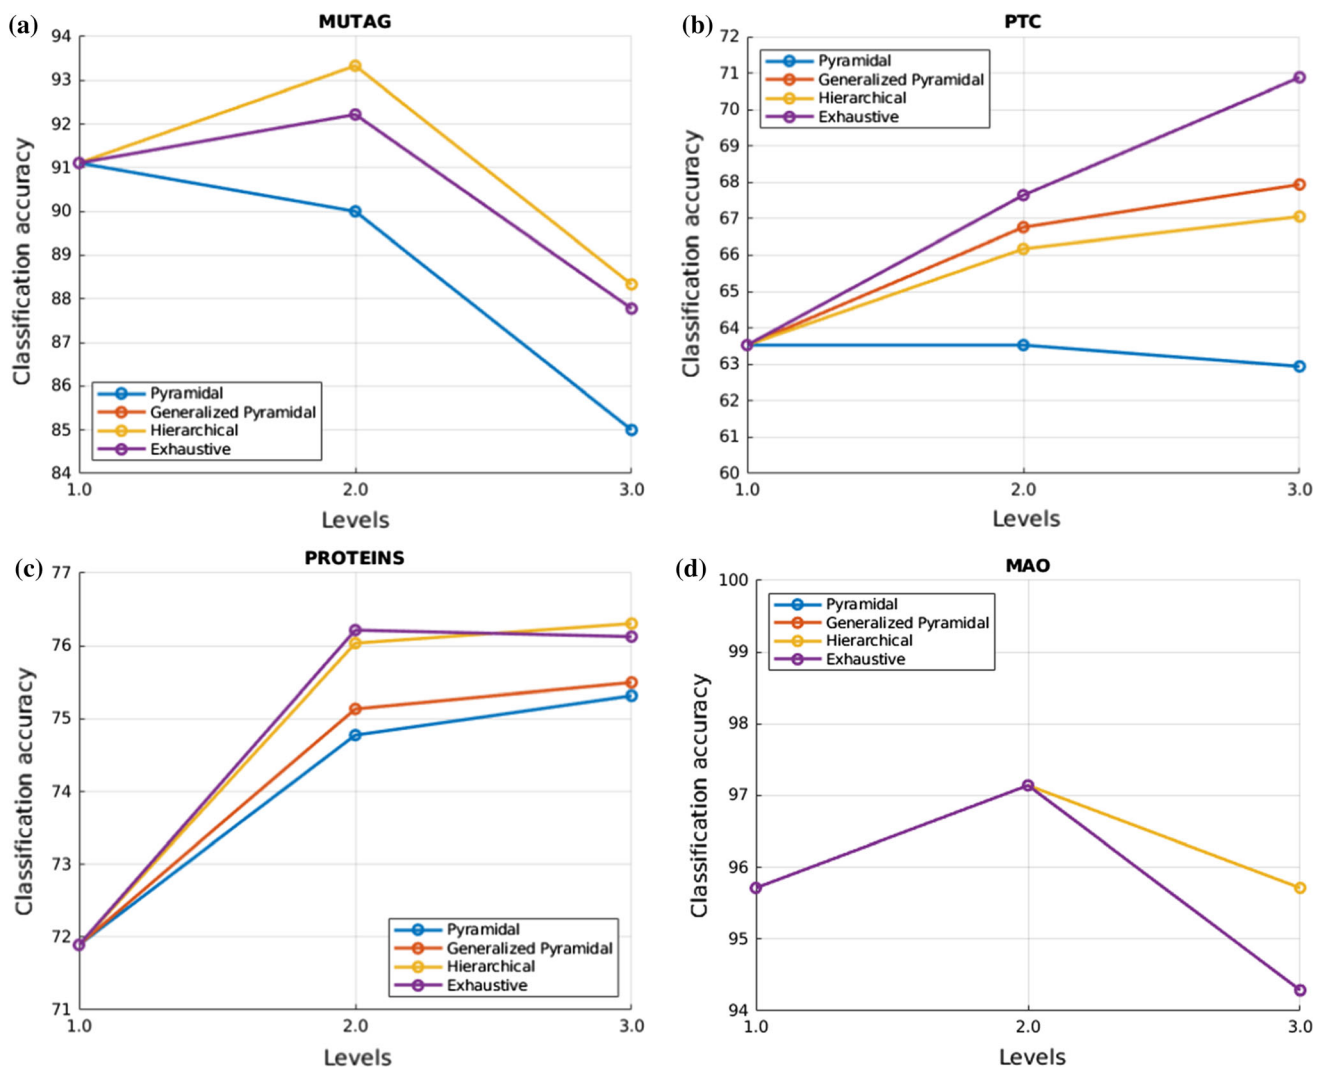 (a)
MUTAG
94
93
92
91
90
89
88
87
86
85
84
Classification accuracy
Pyramidal
Generalized Pyramidal
Hierarchical
Exhaustive
1.0 2.0 3.0
Levels
(b)
PTC
72
71
70
69
68
67
66
65
64
63
62
61
60
Classification accuracy
Pyramidal
Generalized Pyramidal
Hierarchical
Exhaustive
1.0 2.0 3.0
Levels
(c)
PROTEINS
77
76
75
74
73
72
71
Classification accuracy
Pyramidal
Generalized Pyramidal
Hierarchical
Exhaustive
1.0 2.0 3.0
Levels
(d)
MAO
100
99
98
97
96
95
94
Classification accuracy
Pyramidal
Generalized Pyramidal
Hierarchical
Exhaustive
1.0 2.0 3.0
Levels